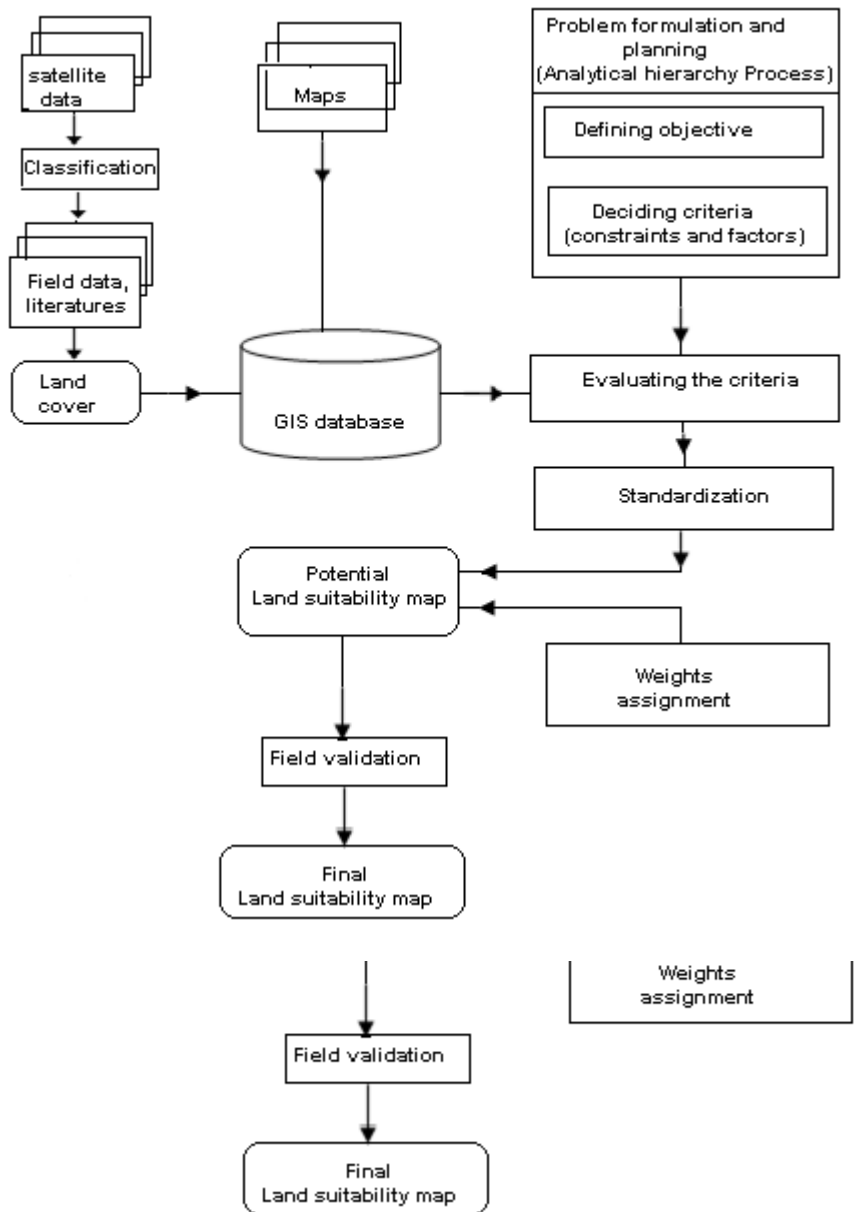 satellite
data
Classification
Field data,
literatures
Land
cover
Maps
GIS database
Problem formulation and
planning
(Analytical hierarchy Process)
Defining objective
Deciding criteria
(constraints and factors)
Evaluating the criteria
Standardization
Potential
Land suitability map
Weights
assignment
Field validation
Final
Land suitability map
Weights
assignment
Field validation
Final
Land suitability map